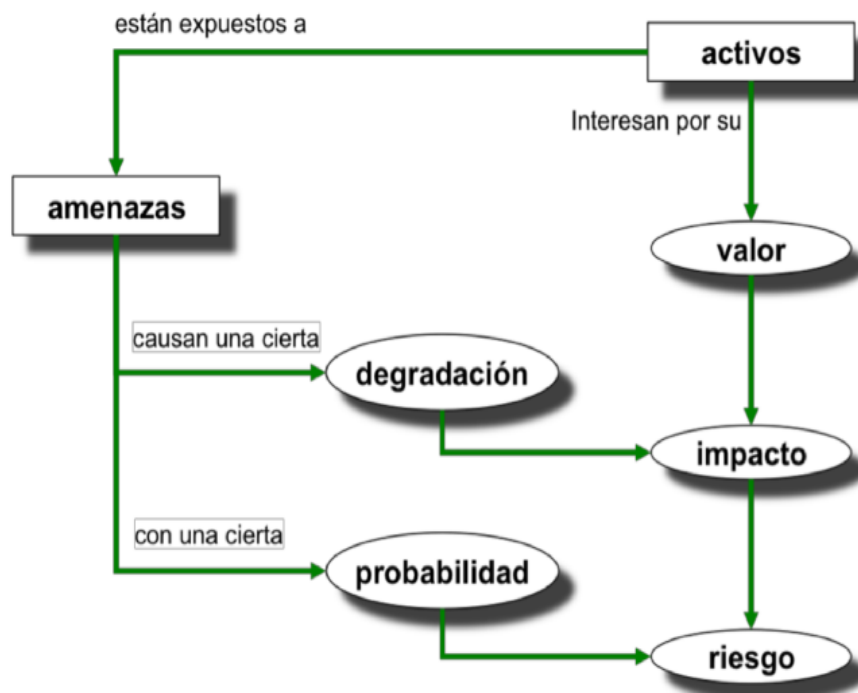 están expuestos a
activos
Interesan por su
amenazas
valor
causan una cierta
degradación
impacto
con una cierta
probabilidad
riesgo